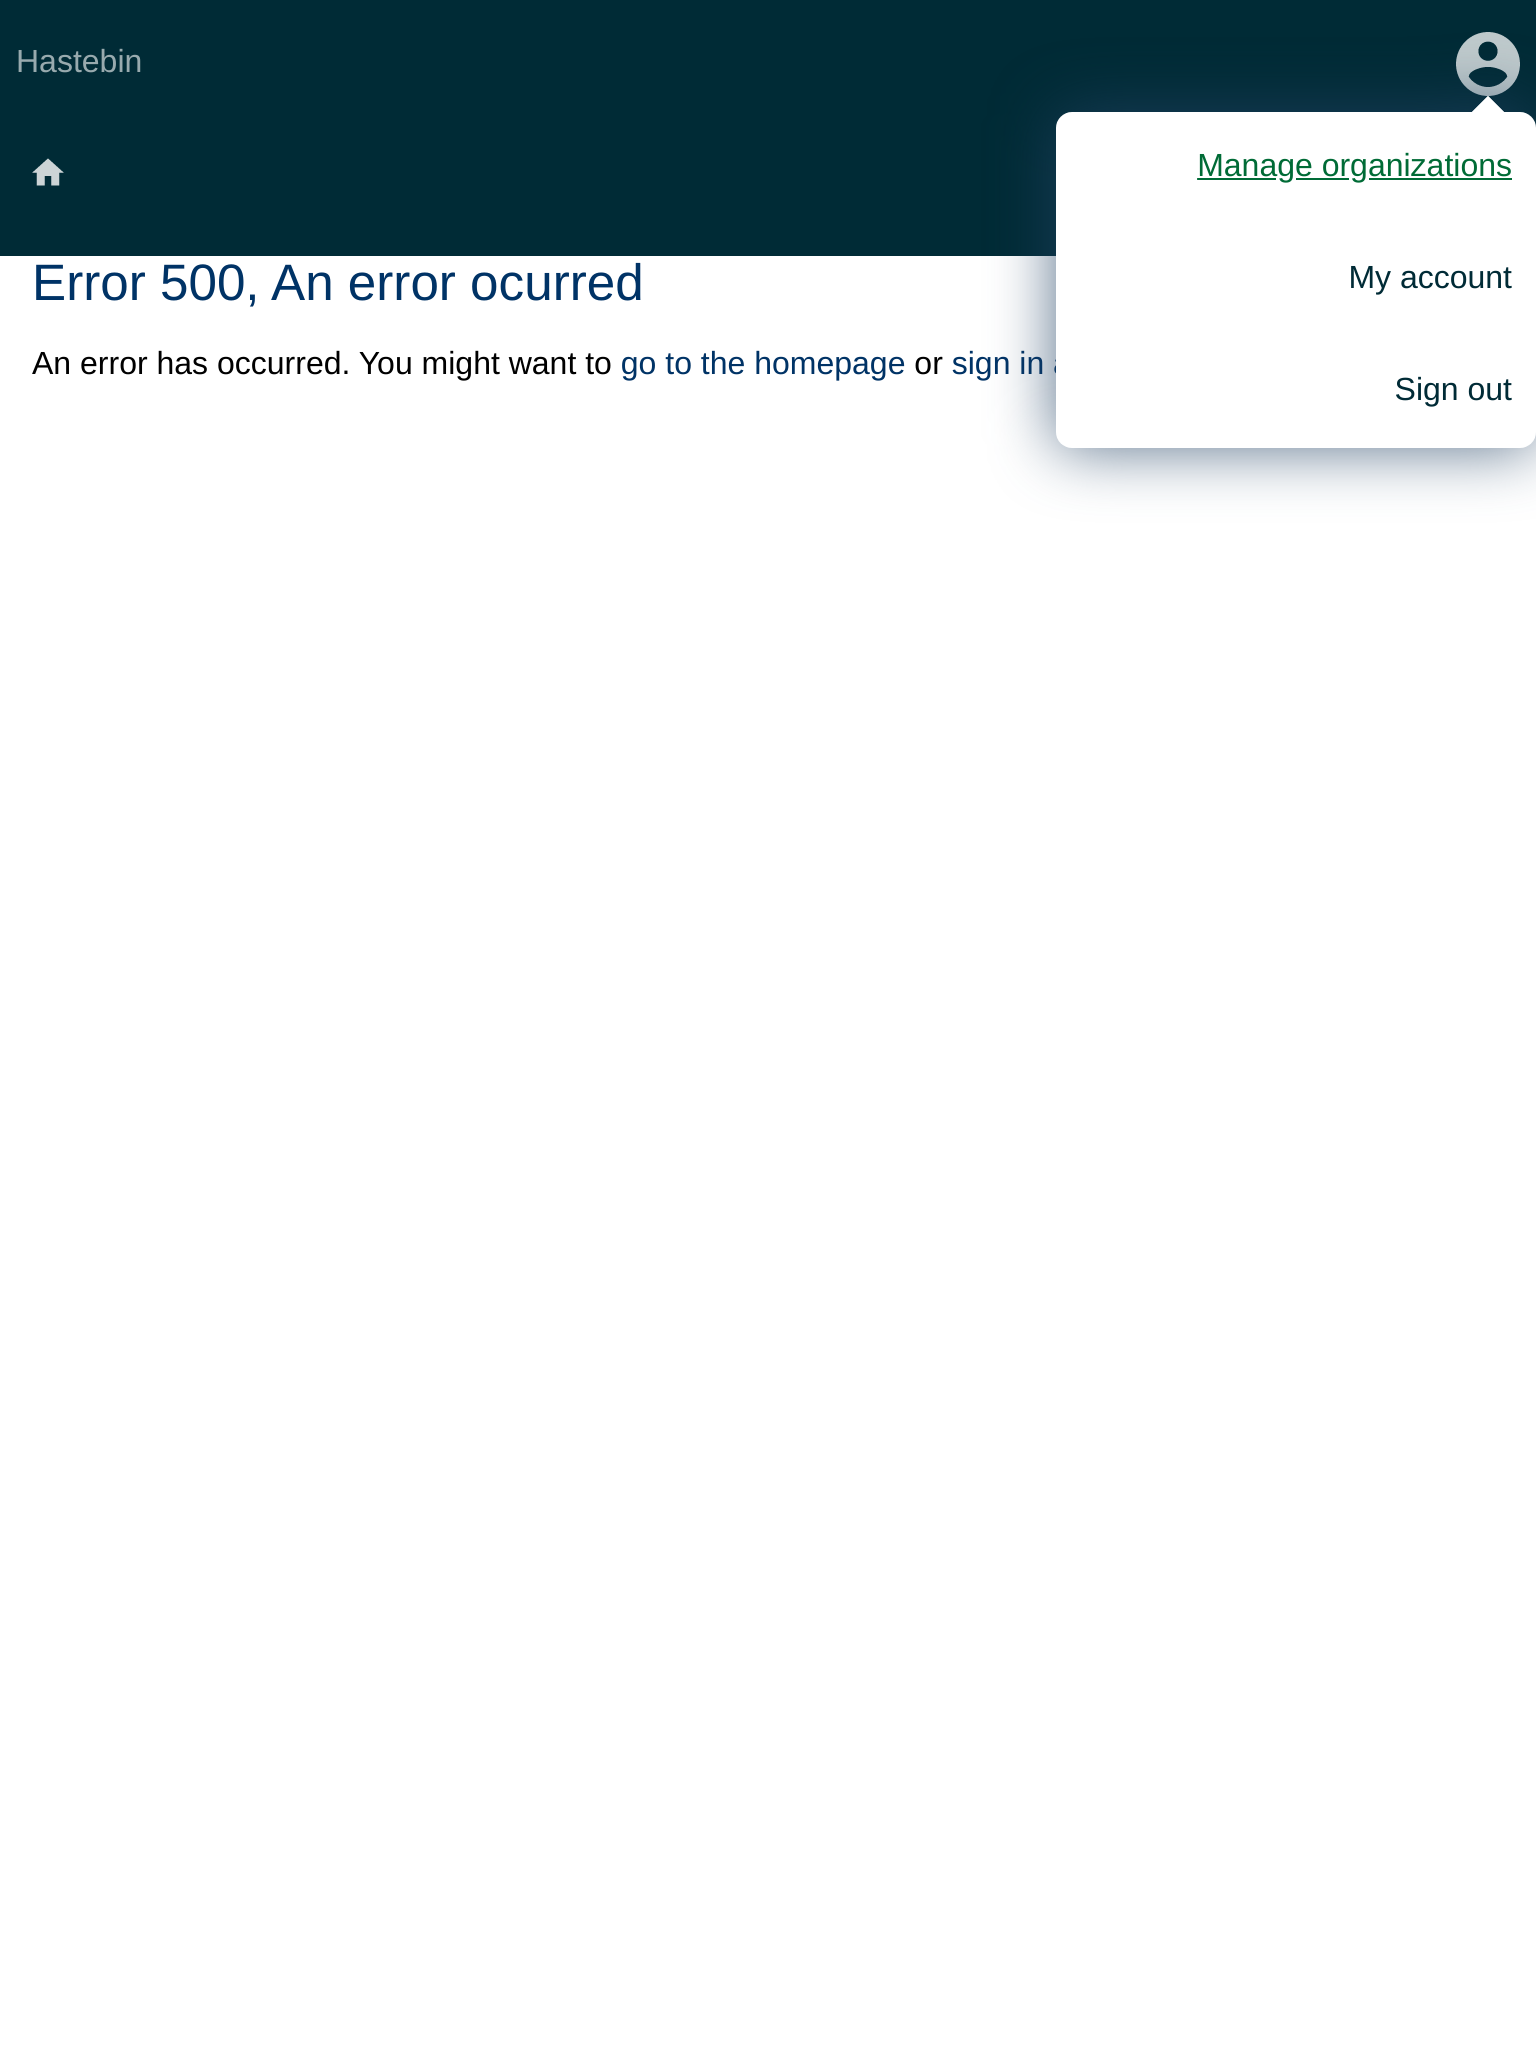 Hastebin
Manage organizations
My account
Sign out
Error 500, An error ocurred
An error has occurred. You might want to go to the homepage or sign in